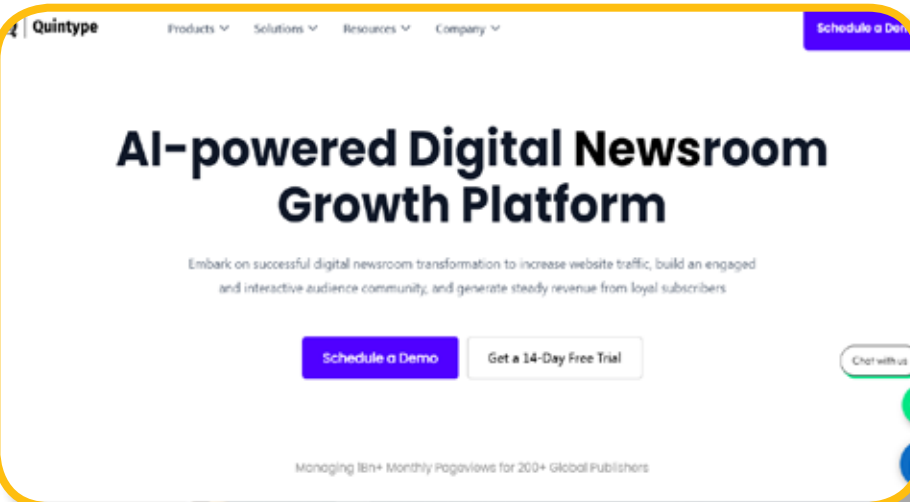 Quintype
Products Solutions Resources Company
Schedule a Dem
AI-powered Digital Newsroom
Growth Platform
Embark on successful digital newsroom transformation to increase website traffic, build an engaged
and interactive audience community, and generate steady revenue from loyal subscribers
Schedule a Demo
Get a 14-Day Free Trial
Chat with us
Managing 1Bn+ Monthly Pageviews for 200+ Global Publishers